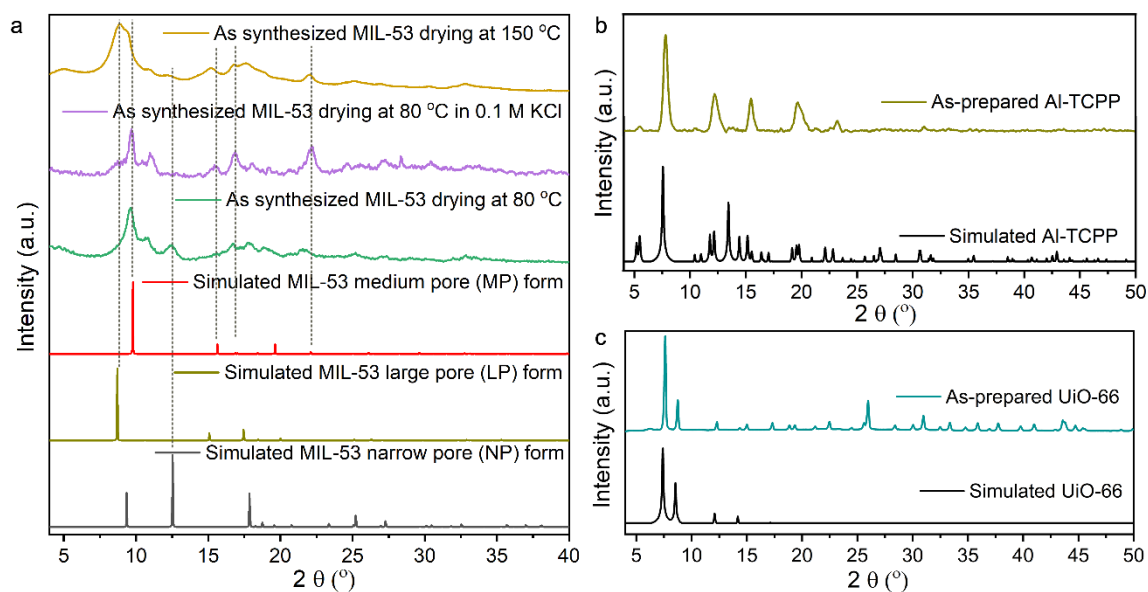 a
As synthesized MIL-53 drying at 150 °C
As synthesized MIL-53 drying at 80 °C in 0.1 M KCl
As synthesized MIL-53 drying at 80 °C
Simulated MIL-53 medium pore (MP) form
Simulated MIL-53 large pore (LP) form
Simulated MIL-53 narrow pore (NP) form
Intensity (a.u.)
5 10 15 20 25 30 35 40
2 θ (°)
b
As-prepared Al-TCPP
Simulated Al-TCPP
Intensity (a.u.)
5 10 15 20 25 30 35 40 45 50
2 θ (°)
c
As-prepared UiO-66
Simulated UiO-66
Intensity (a.u.)
5 10 15 20 25 30 35 40 45 50
2 θ (°)